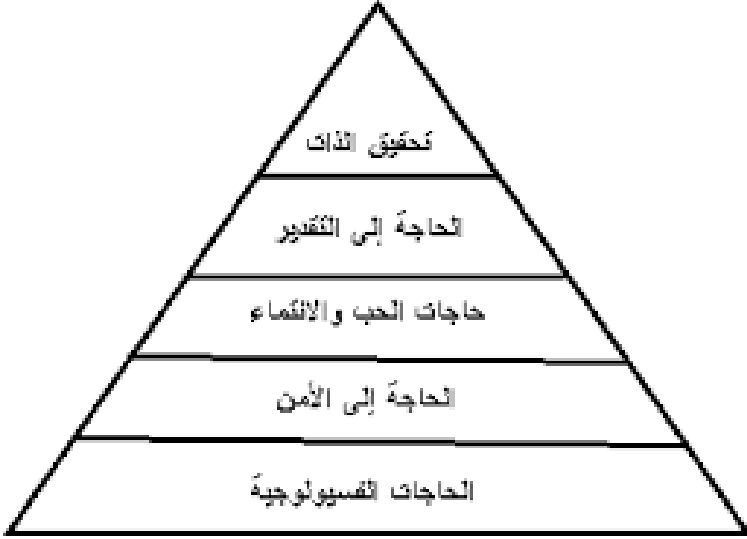 تحقيق الذات
الحاجة إلى التقدير
حاجات الحب والانتماء
الحاجة إلى الأمن
الحاجات الفسيولوجية